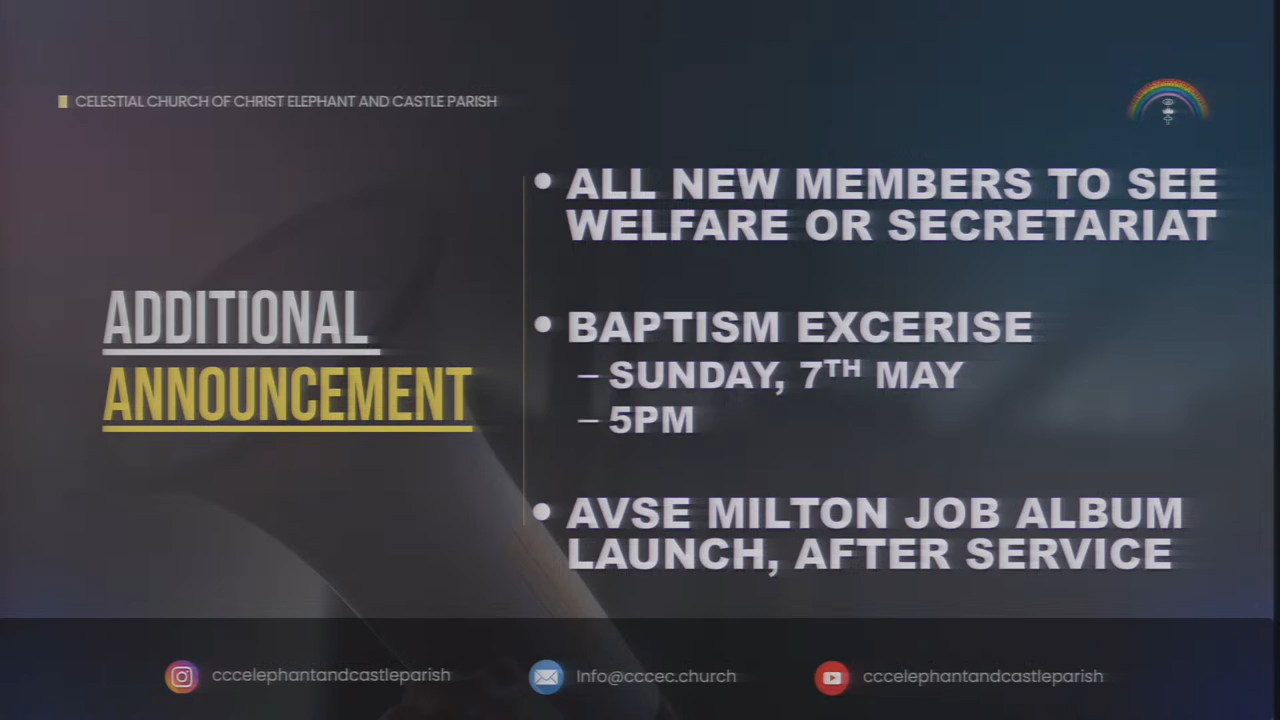 CELESTIAL CHURCH OF CHRIST ELEPHANT AND CASTLE PARISH
ADDITIONAL
ANNOUNCEMENT
• ALL NEW MEMBERS TO SEE
WELFARE OR SECRETARIAT
• BAPTISM EXCERISE
– SUNDAY, 7TH MAY
– 5PM
• AVSE MILTON JOB ALBUM
LAUNCH, AFTER SERVICE
cccelephantandcastleparish
Info@cccec.church
cccelephantandcastleparish